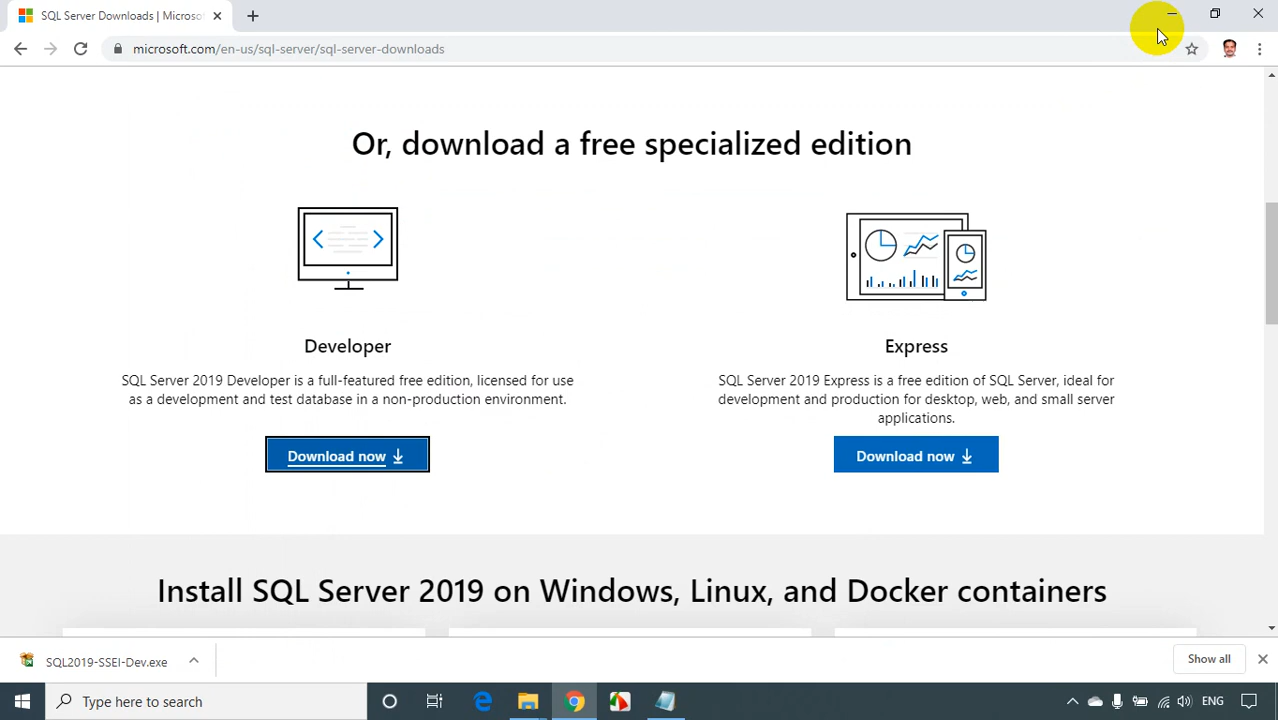 SQL Server Downloads | Microsof
microsoft.com/en-us/sql-server/sql-server-downloads
Or, download a free specialized edition
Developer
SQL Server 2019 Developer is a full-featured free edition, licensed for use
as a development and test database in a non-production environment.
Download now
Express
SQL Server 2019 Express is a free edition of SQL Server, ideal for
development and production for desktop, web, and small server
applications.
Download now
Install SQL Server 2019 on Windows, Linux, and Docker containers
SQL2019-SSEI-Dev.exe
Show all
Type here to search
ENG